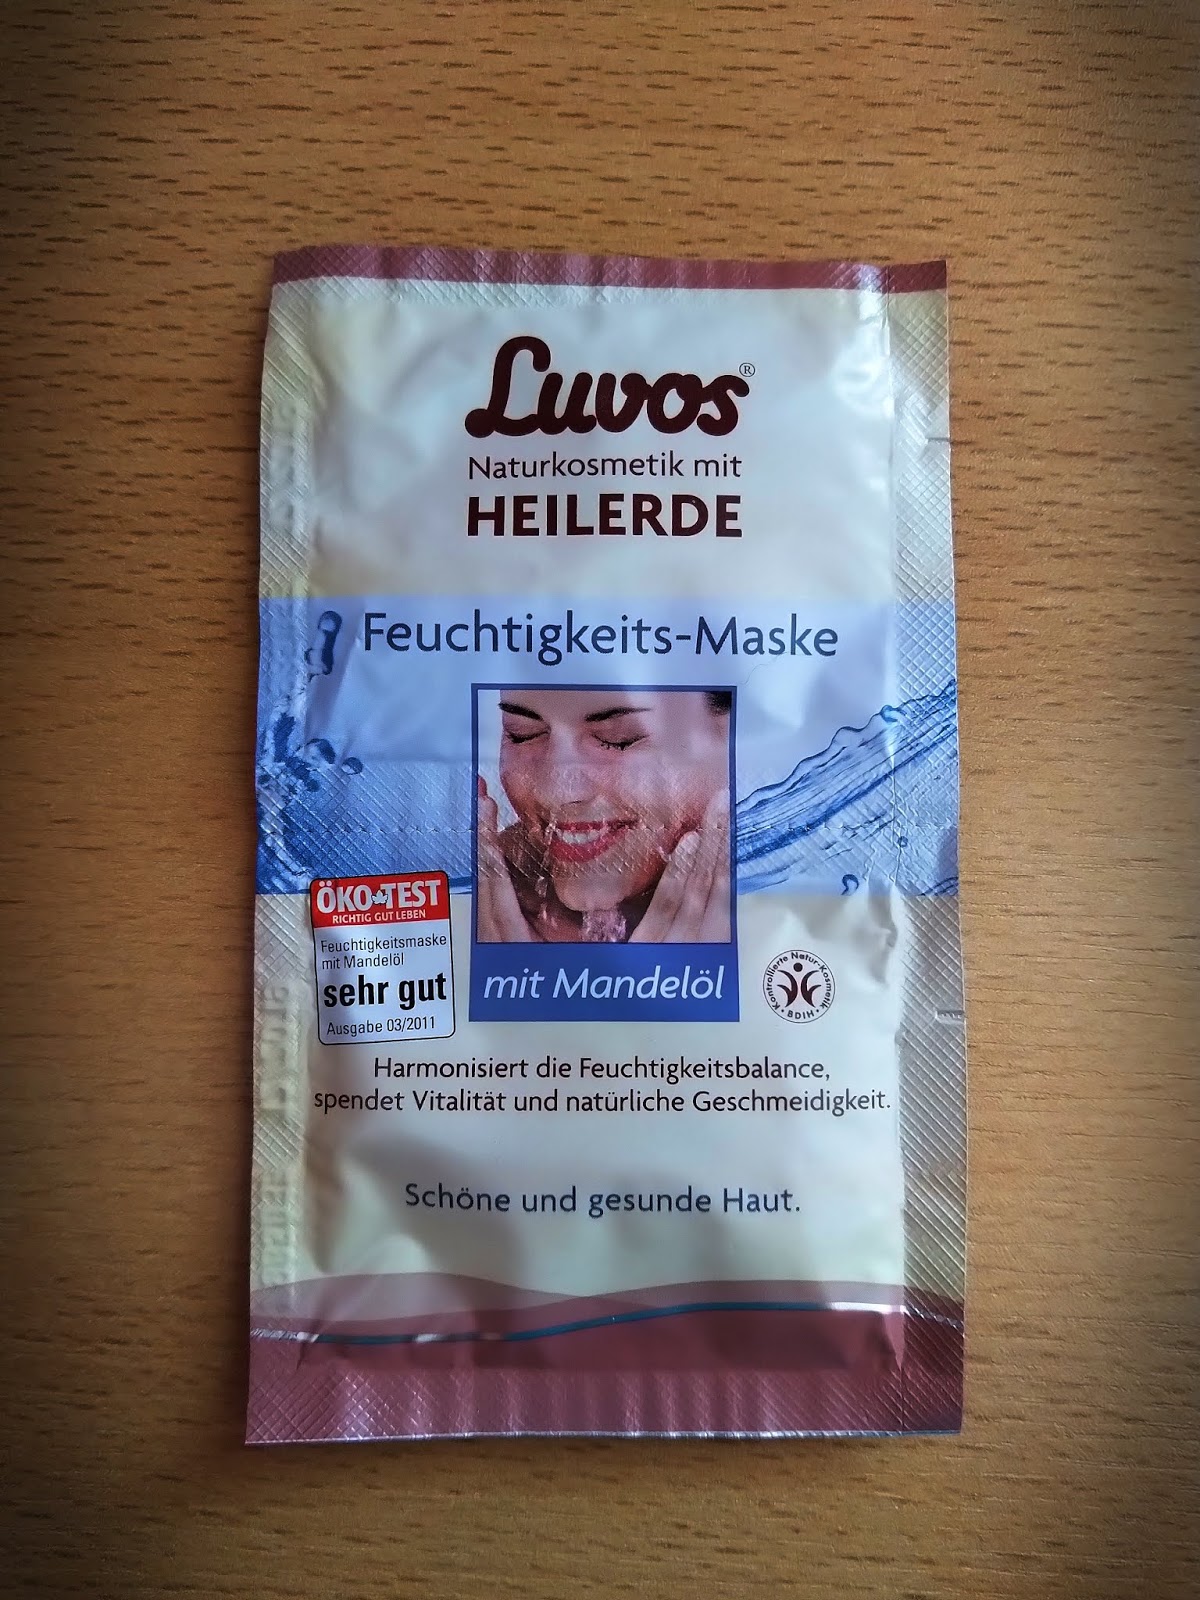 Luvos®
Naturkosmetik mit
HEILERDE
Feuchtigkeits-Maske
mit Mandelöl
ÖKO TEST
RICHTIG GUT LEBEN
Feuchtigkeitsmaske
mit Mandelöl
sehr gut
Ausgabe 03/2011
Kontrollierte Natur-Kosmetik
· BDIH ·
Harmonisiert die Feuchtigkeitsbalance,
spendet Vitalität und natürliche Geschmeidigkeit.
Schöne und gesunde Haut.